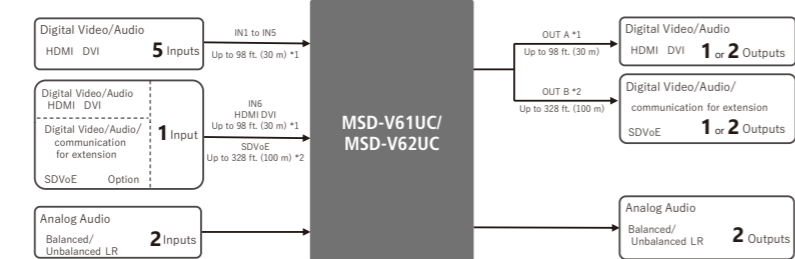 Digital Video/Audio
HDMI DVI
5 Inputs
IN1 to IN5
Up to 98 ft. (30 m) *1
Digital Video/Audio
HDMI DVI
Digital Video/Audio/
communication
for extension
SDVoE Option
1 Input
IN6
HDMI DVI
Up to 98 ft. (30 m) *1
SDVoE
Up to 328 ft. (100 m) *2
Analog Audio
Balanced/
Unbalanced LR
2 Inputs
MSD-V61UC/
MSD-V62UC
OUT A *1
Up to 98 ft. (30 m)
Digital Video/Audio
HDMI DVI
1 or 2 Outputs
OUT B *2
Up to 328 ft. (100 m)
Digital Video/Audio/
communication for extension
SDVoE
1 or 2 Outputs
Analog Audio
Balanced/
Unbalanced LR
2 Outputs